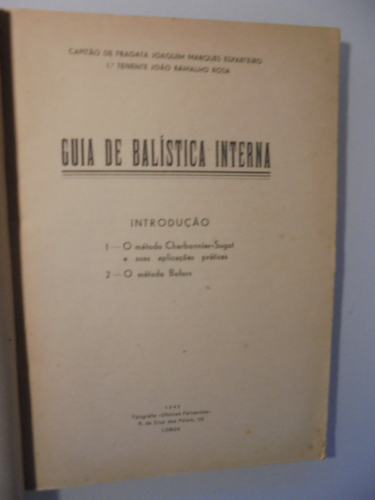 CAPITÃO DE FRAGATA JOAQUIM MARQUES ESPARTEIRO
1.º TENENTE JOÃO RAMALHO ROSA
GUIA DE BALÍSTICA INTERNA
INTRODUÇÃO
1 — O método Charbonnier-Sugot
e suas aplicações práticas
2 — O método Bofors
Tipografia
LISBOA